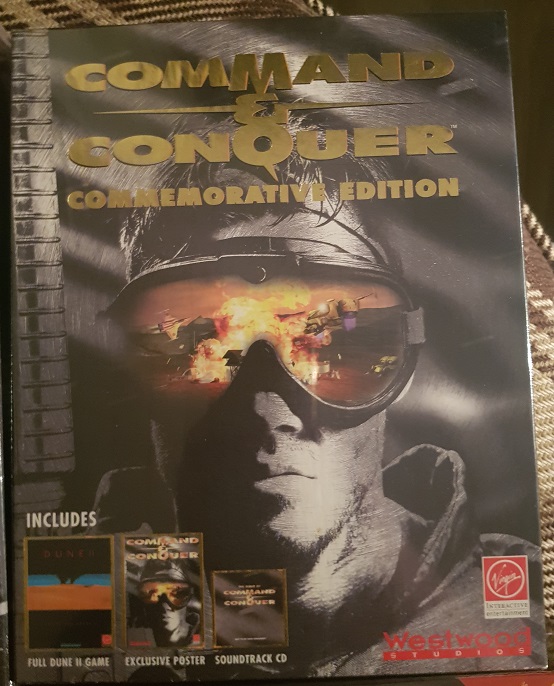 COMMAND
&
CONQUER™
COMMEMORATIVE EDITION
INCLUDES
DUNE II
COMMAND
&
CONQUER
COMMAND
&
CONQUER
FULL DUNE II GAME
EXCLUSIVE POSTER
SOUNDTRACK CD
Virgin
INTERACTIVE
entertainment
Westwood
STUDIOS